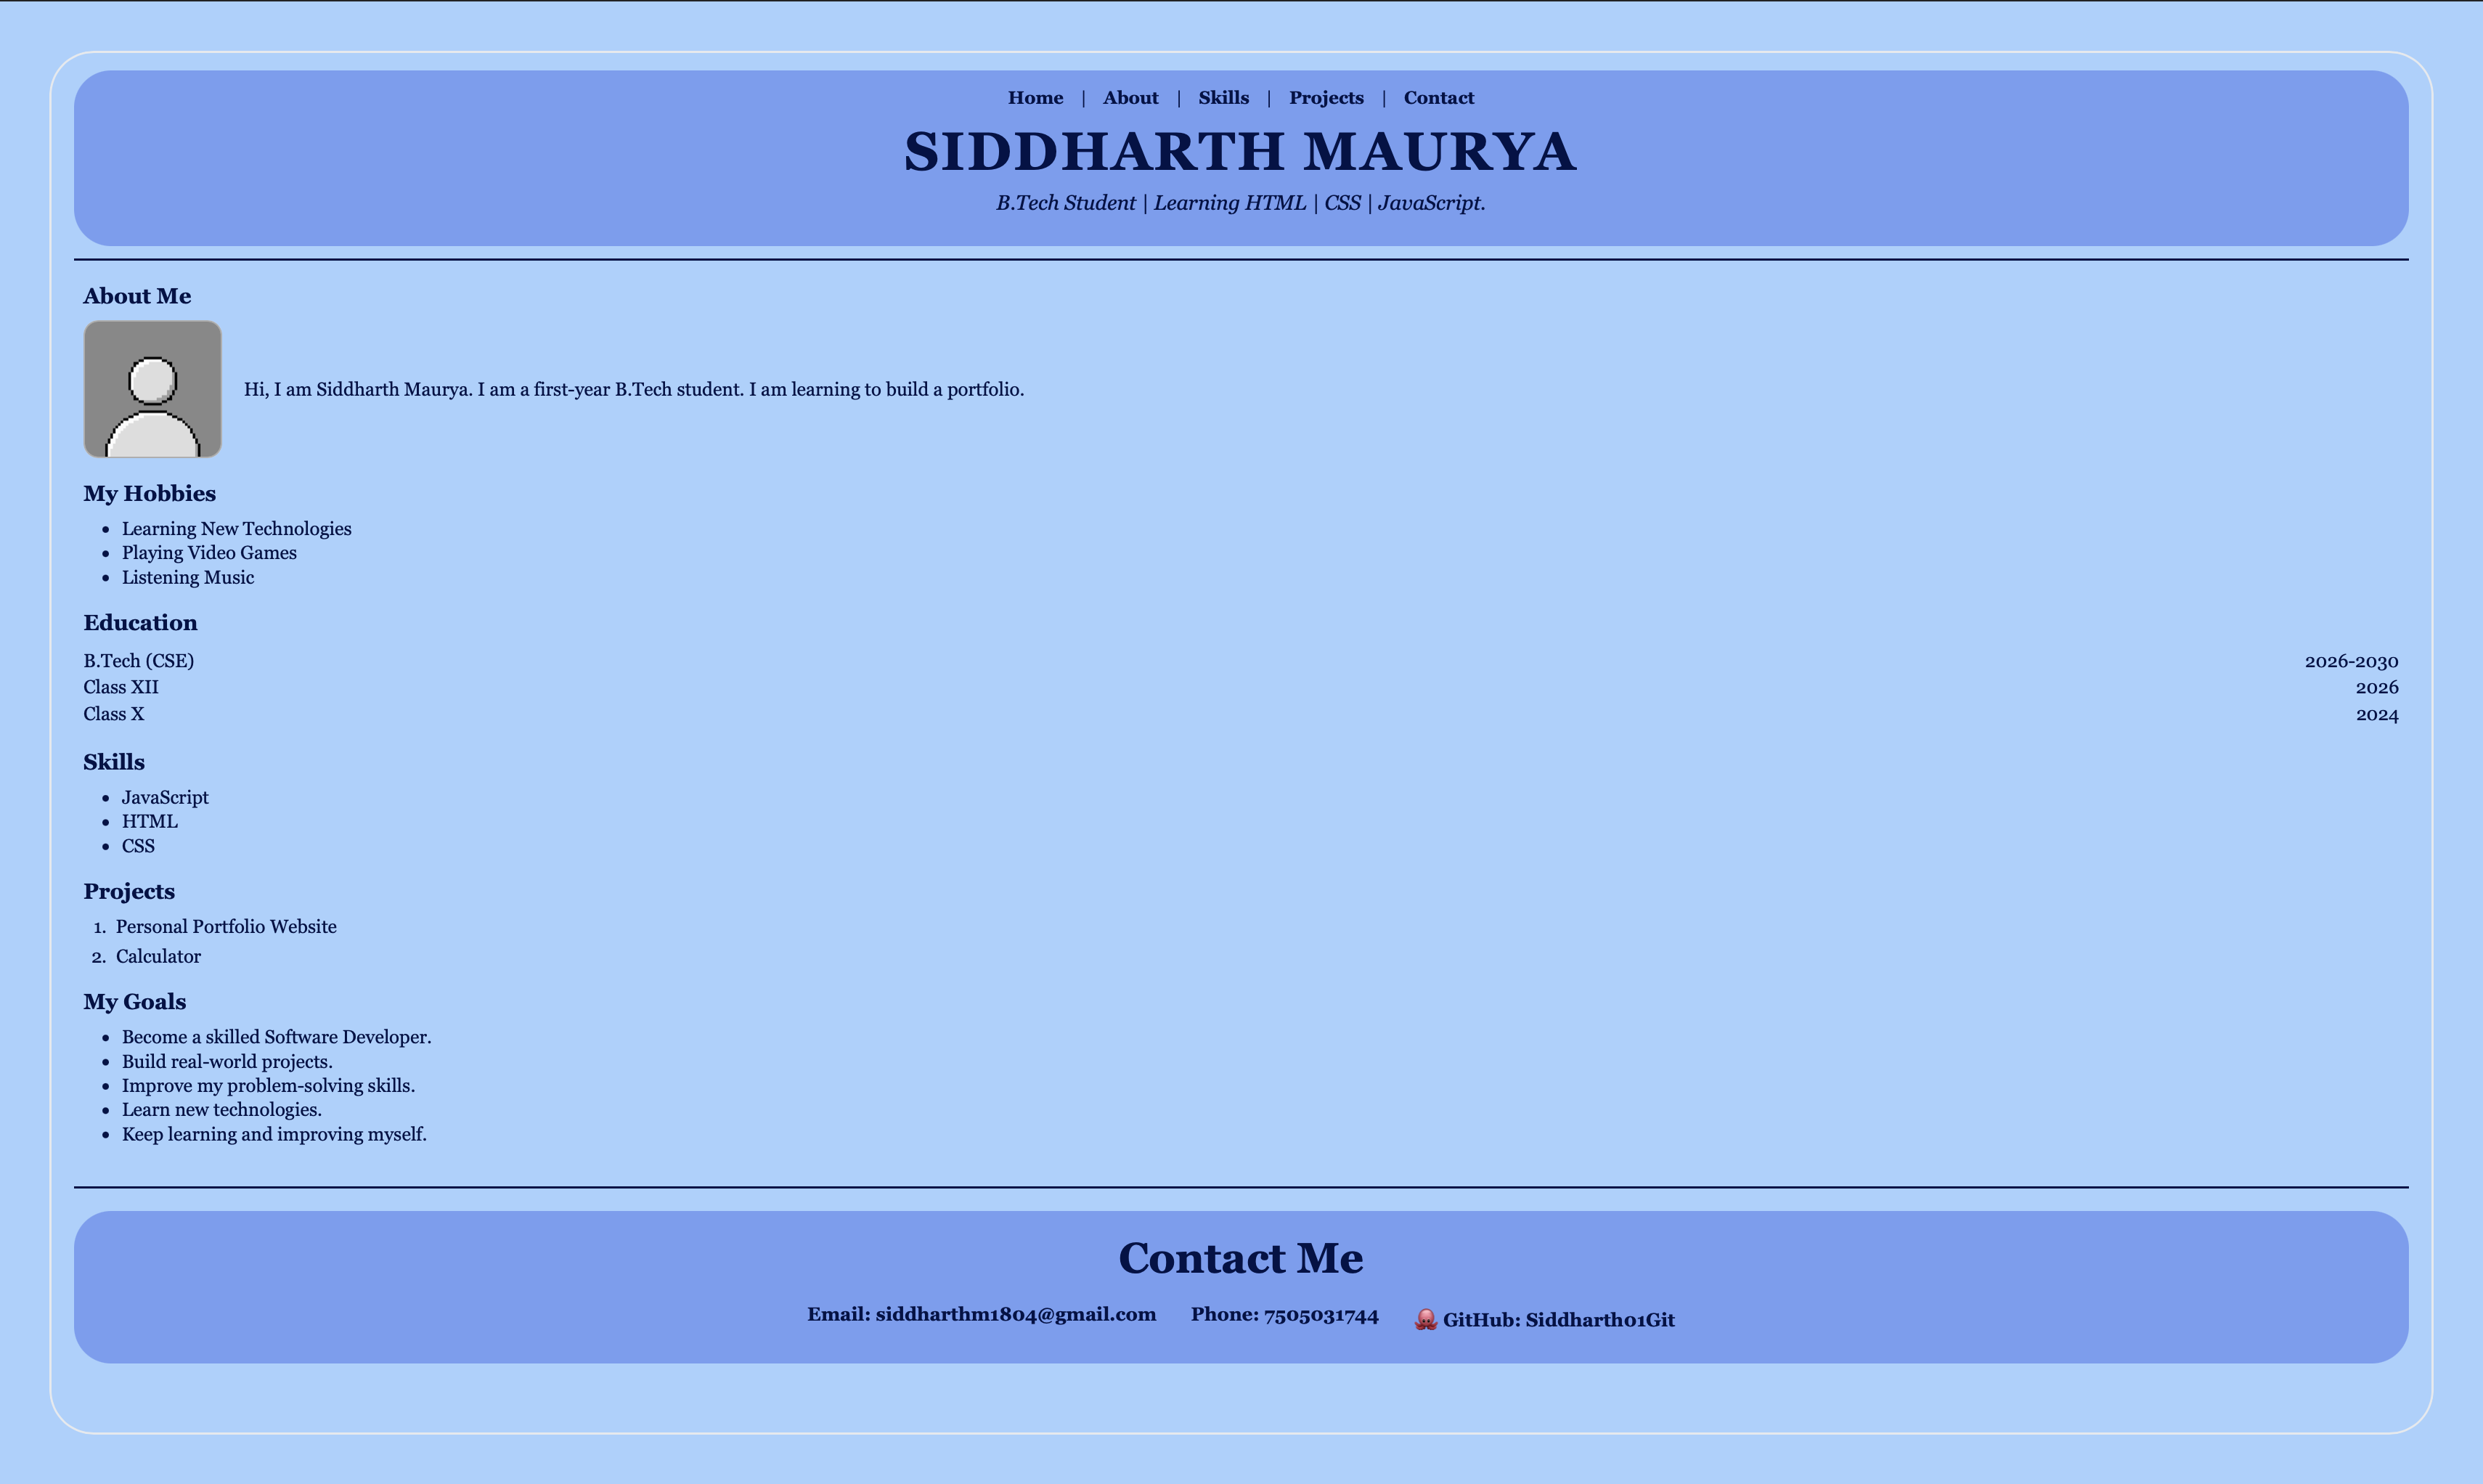 Home | About | Skills | Projects | Contact
SIDDHARTH MAURYA
B.Tech Student | Learning HTML | CSS | JavaScript.
About Me
Hi, I am Siddharth Maurya. I am a first-year B.Tech student. I am learning to build a portfolio.
My Hobbies
• Learning New Technologies
• Playing Video Games
• Listening Music
Education
B.Tech (CSE) 2026-2030
Class XII 2026
Class X 2024
Skills
• JavaScript
• HTML
• CSS
Projects
1. Personal Portfolio Website
2. Calculator
My Goals
• Become a skilled Software Developer.
• Build real-world projects.
• Improve my problem-solving skills.
• Learn new technologies.
• Keep learning and improving myself.
Contact Me
Email: siddharthm1804@gmail.com Phone: 7505031744 🐙 GitHub: Siddharth01Git